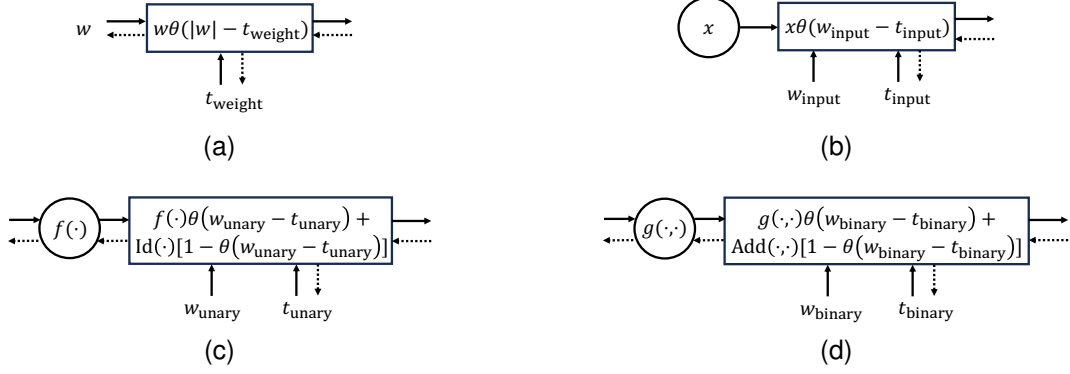 w
wθ(|w| − t_weight)
t_weight
(a)
x
xθ(w_input − t_input)
w_input
t_input
(b)
f(·)
f(·)θ(w_unary − t_unary) +
Id(·)[1 − θ(w_unary − t_unary)]
w_unary
t_unary
(c)
g(·,·)
g(·,·)θ(w_binary − t_binary) +
Add(·,·)[1 − θ(w_binary − t_binary)]
w_binary
t_binary
(d)